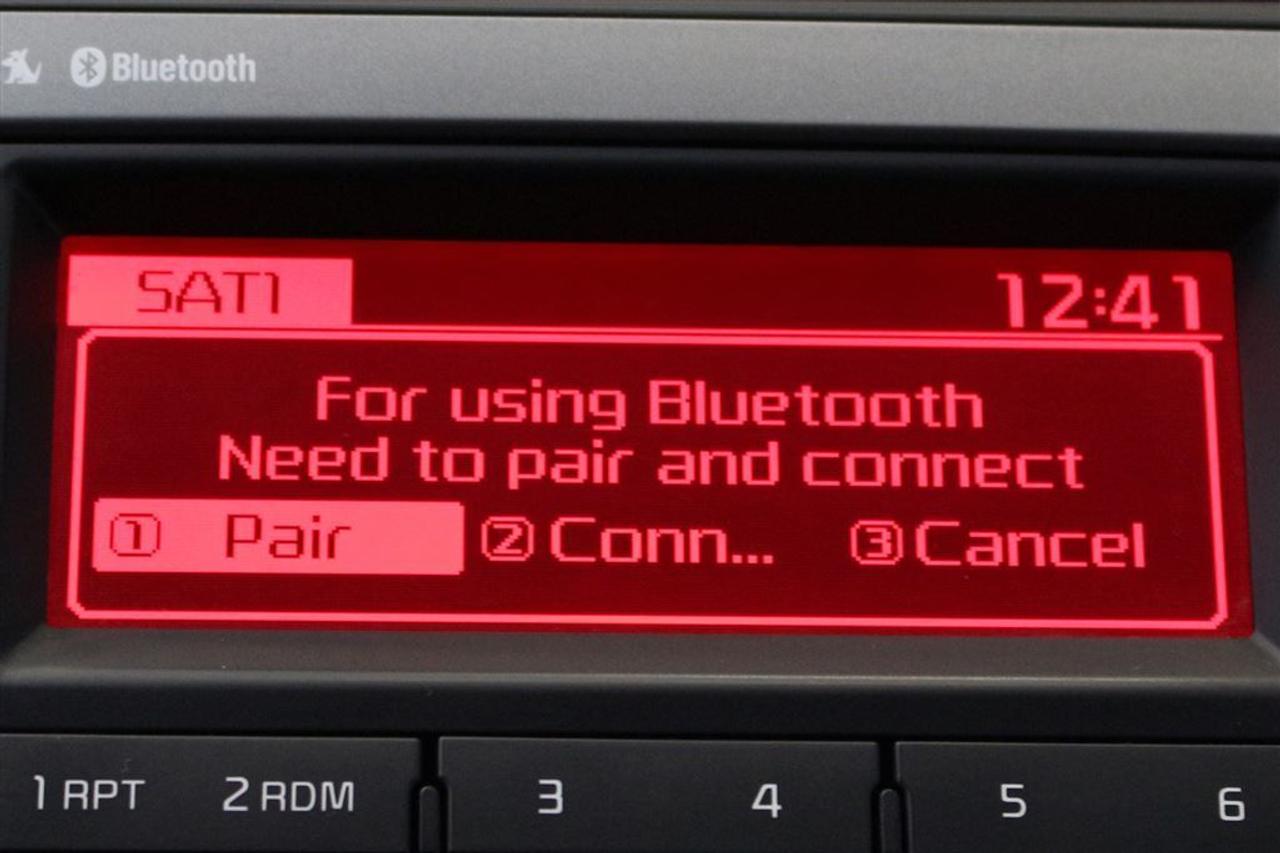 Bluetooth
SAT1 12:41
For using Bluetooth
Need to pair and connect
① Pair ② Conn... ③ Cancel
1 RPT 2 RDM 3 4 5 6